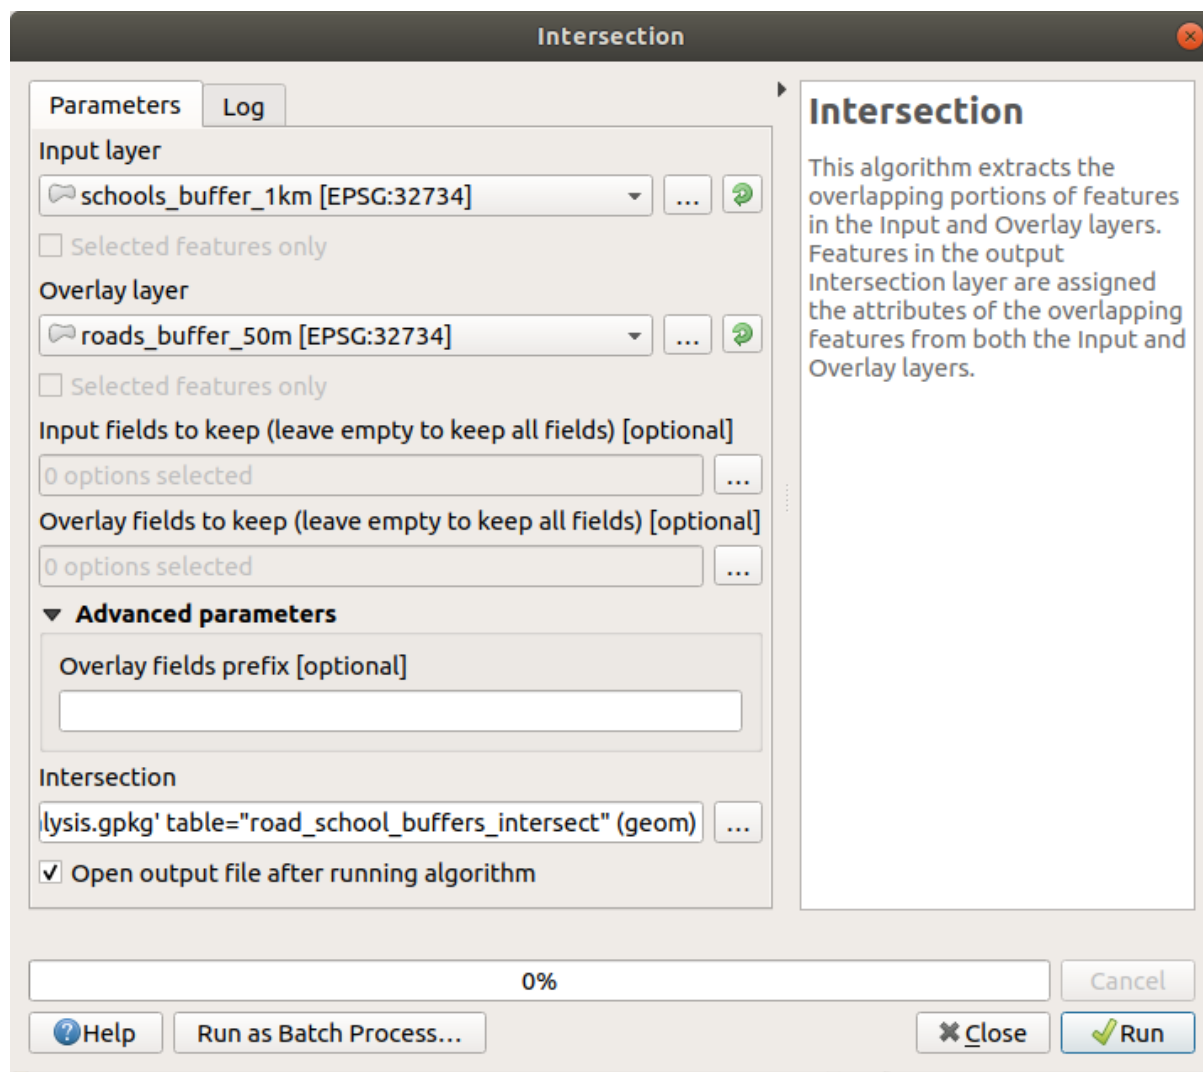 Intersection
Parameters
Log
Input layer
schools_buffer_1km [EPSG:32734]
...
Selected features only
Overlay layer
roads_buffer_50m [EPSG:32734]
...
Selected features only
Input fields to keep (leave empty to keep all fields) [optional]
0 options selected
...
Overlay fields to keep (leave empty to keep all fields) [optional]
0 options selected
...
Advanced parameters
Overlay fields prefix [optional]
Intersection
lysis.gpkg' table="road_school_buffers_intersect" (geom)
...
Open output file after running algorithm
Intersection
This algorithm extracts the
overlapping portions of features
in the Input and Overlay layers.
Features in the output
Intersection layer are assigned
the attributes of the overlapping
features from both the Input and
Overlay layers.
0%
Cancel
Help
Run as Batch Process...
Close
Run